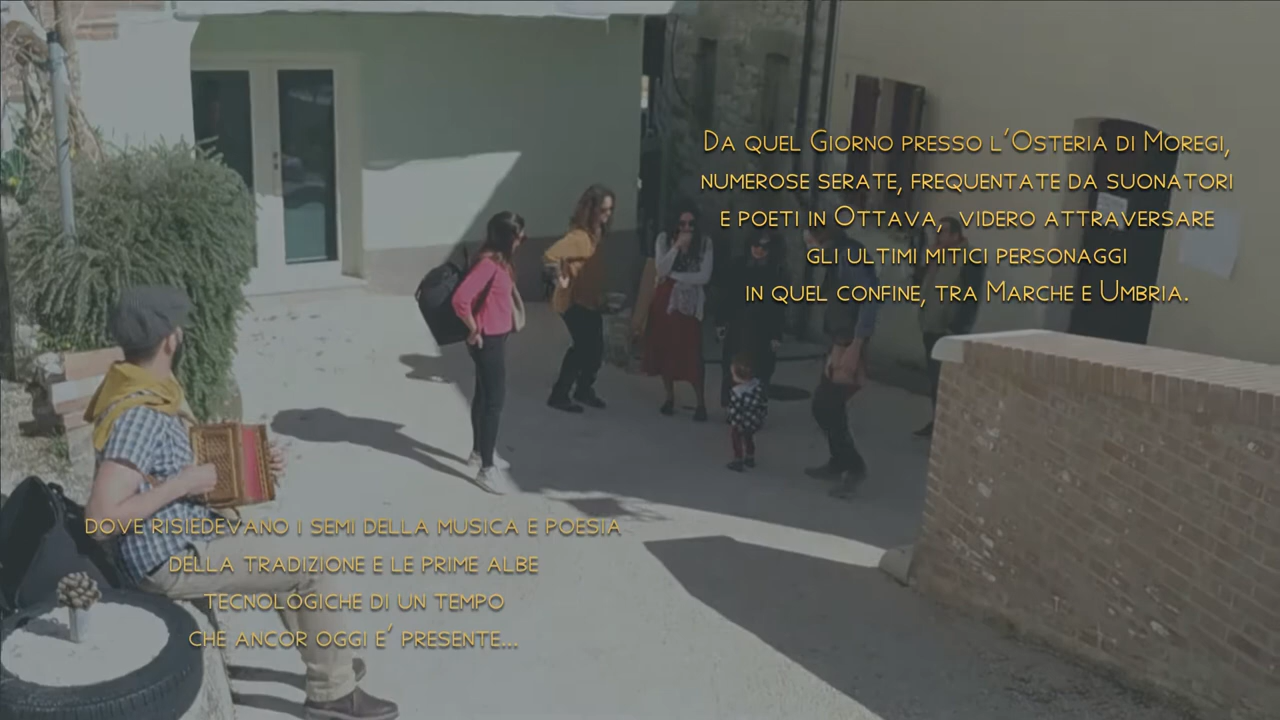 Da quel Giorno presso l'Osteria di Moregi,
numerose serate, frequentate da suonatori
e poeti in Ottava, videro attraversare
gli ultimi mitici personaggi
in quel confine, tra Marche e Umbria.
dove risiedevano i semi della musica e poesia
della tradizione e le prime albe
tecnologiche di un tempo
che ancor oggi e' presente...